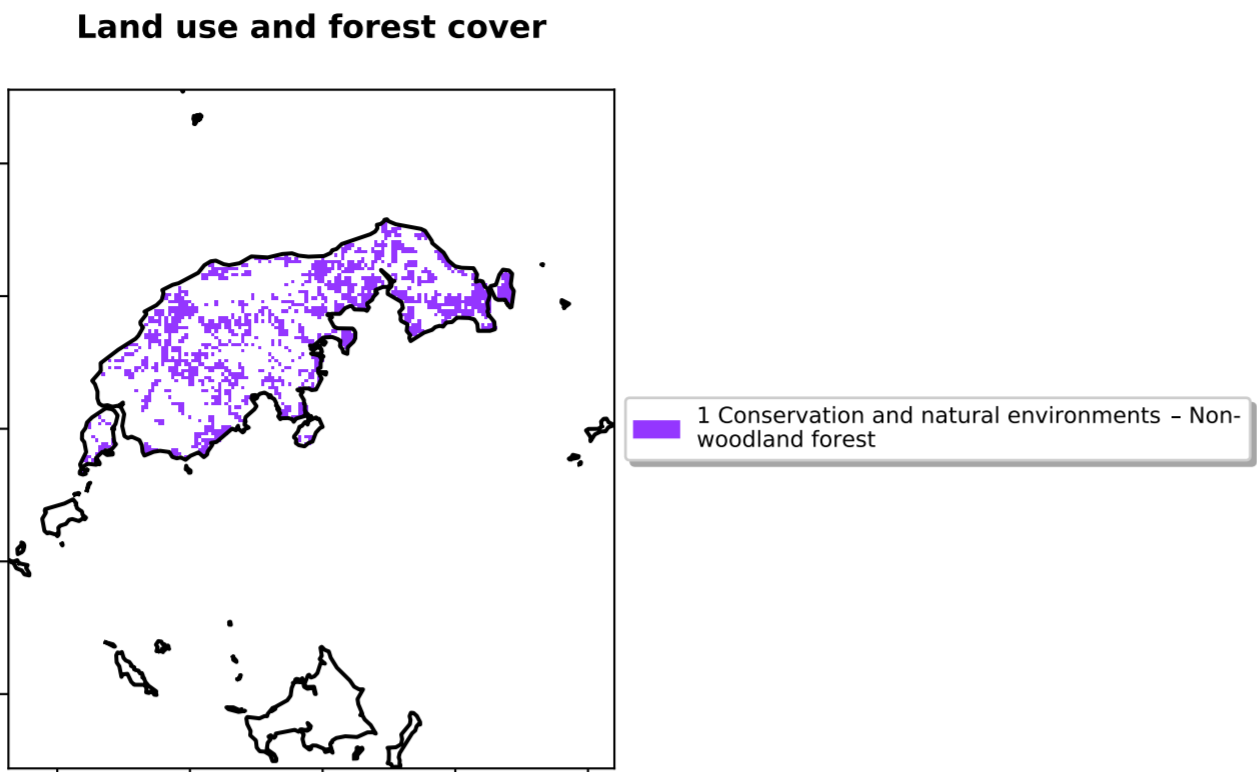 Land use and forest cover
1 Conservation and natural environments – Non-
woodland forest